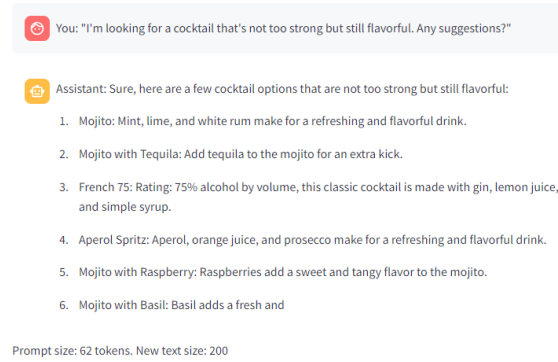 You: "I'm looking for a cocktail that's not too strong but still flavorful. Any suggestions?"
Assistant: Sure, here are a few cocktail options that are not too strong but still flavorful:
1. Mojito: Mint, lime, and white rum make for a refreshing and flavorful drink.
2. Mojito with Tequila: Add tequila to the mojito for an extra kick.
3. French 75: Rating: 75% alcohol by volume, this classic cocktail is made with gin, lemon juice,
and simple syrup.
4. Aperol Spritz: Aperol, orange juice, and prosecco make for a refreshing and flavorful drink.
5. Mojito with Raspberry: Raspberries add a sweet and tangy flavor to the mojito.
6. Mojito with Basil: Basil adds a fresh and
Prompt size: 62 tokens. New text size: 200